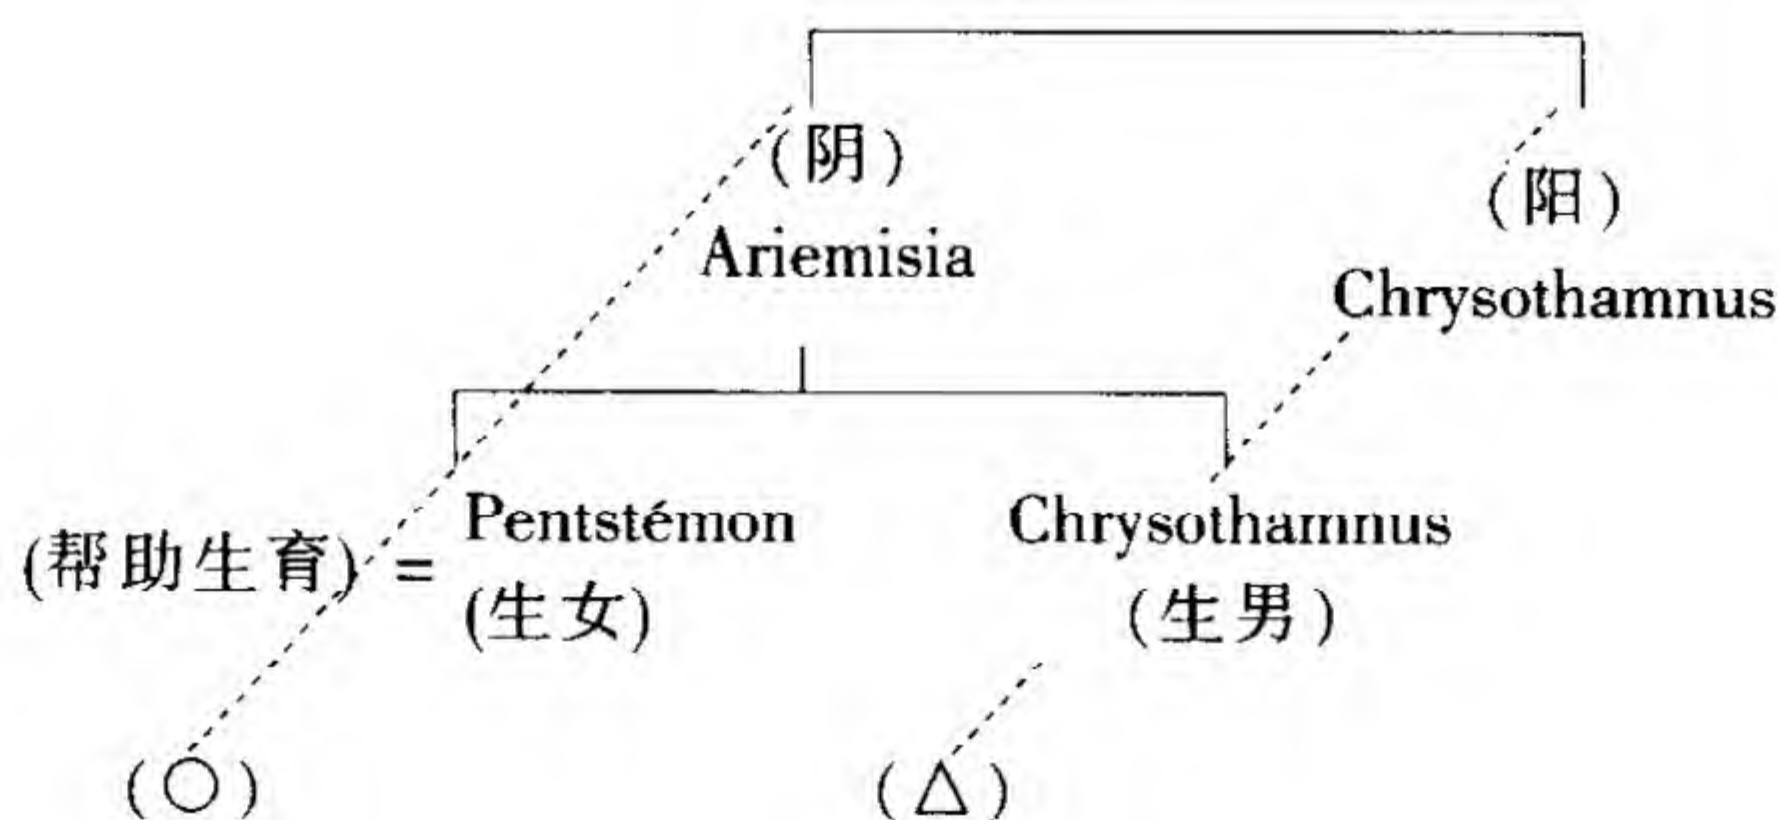 (阴)
(阳)
Ariemisia
Chrysothamnus
Pentstémon
Chrysothamnus
(帮助生育) =
(生女)
(生男)
(○)
(△)